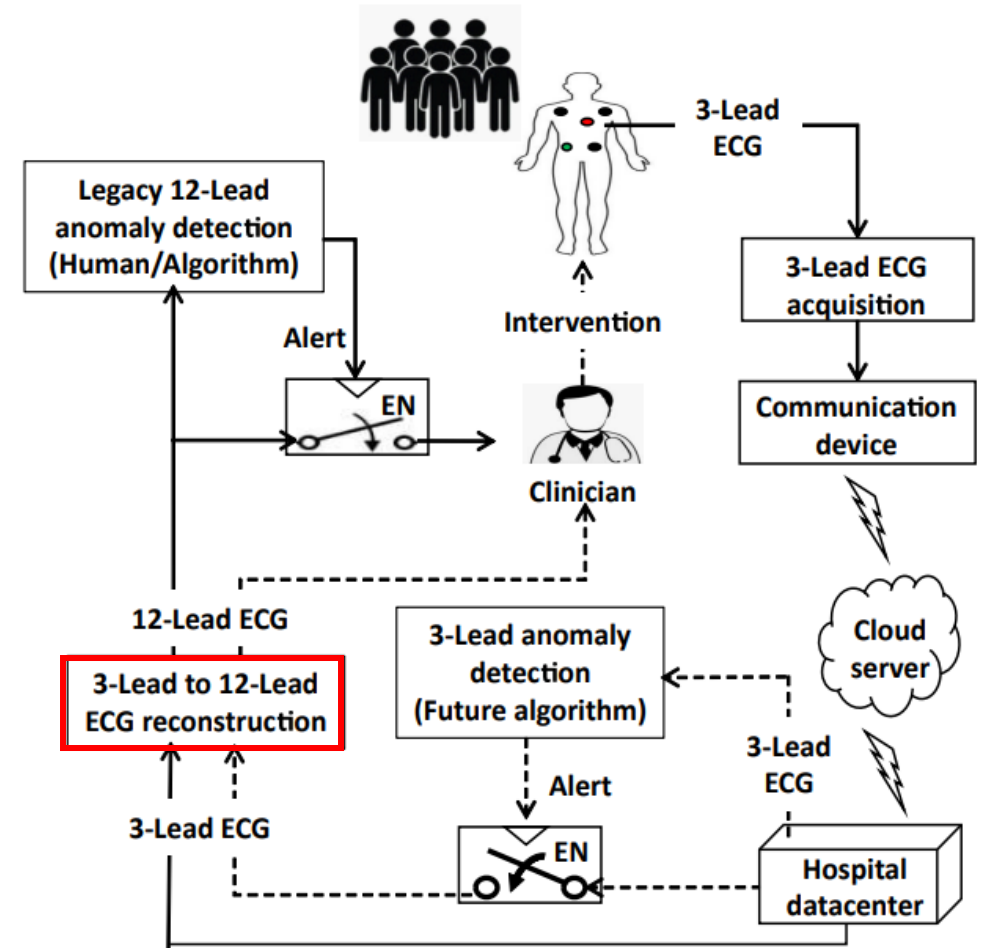 3-Lead
ECG
Legacy 12-Lead
anomaly detection
(Human/Algorithm)
3-Lead ECG
acquisition
Intervention
Alert
EN
Communication
device
Clinician
12-Lead ECG
3-Lead anomaly
detection
(Future algorithm)
Cloud
server
3-Lead to 12-Lead
ECG reconstruction
3-Lead
ECG
Alert
3-Lead ECG
EN
Hospital
datacenter